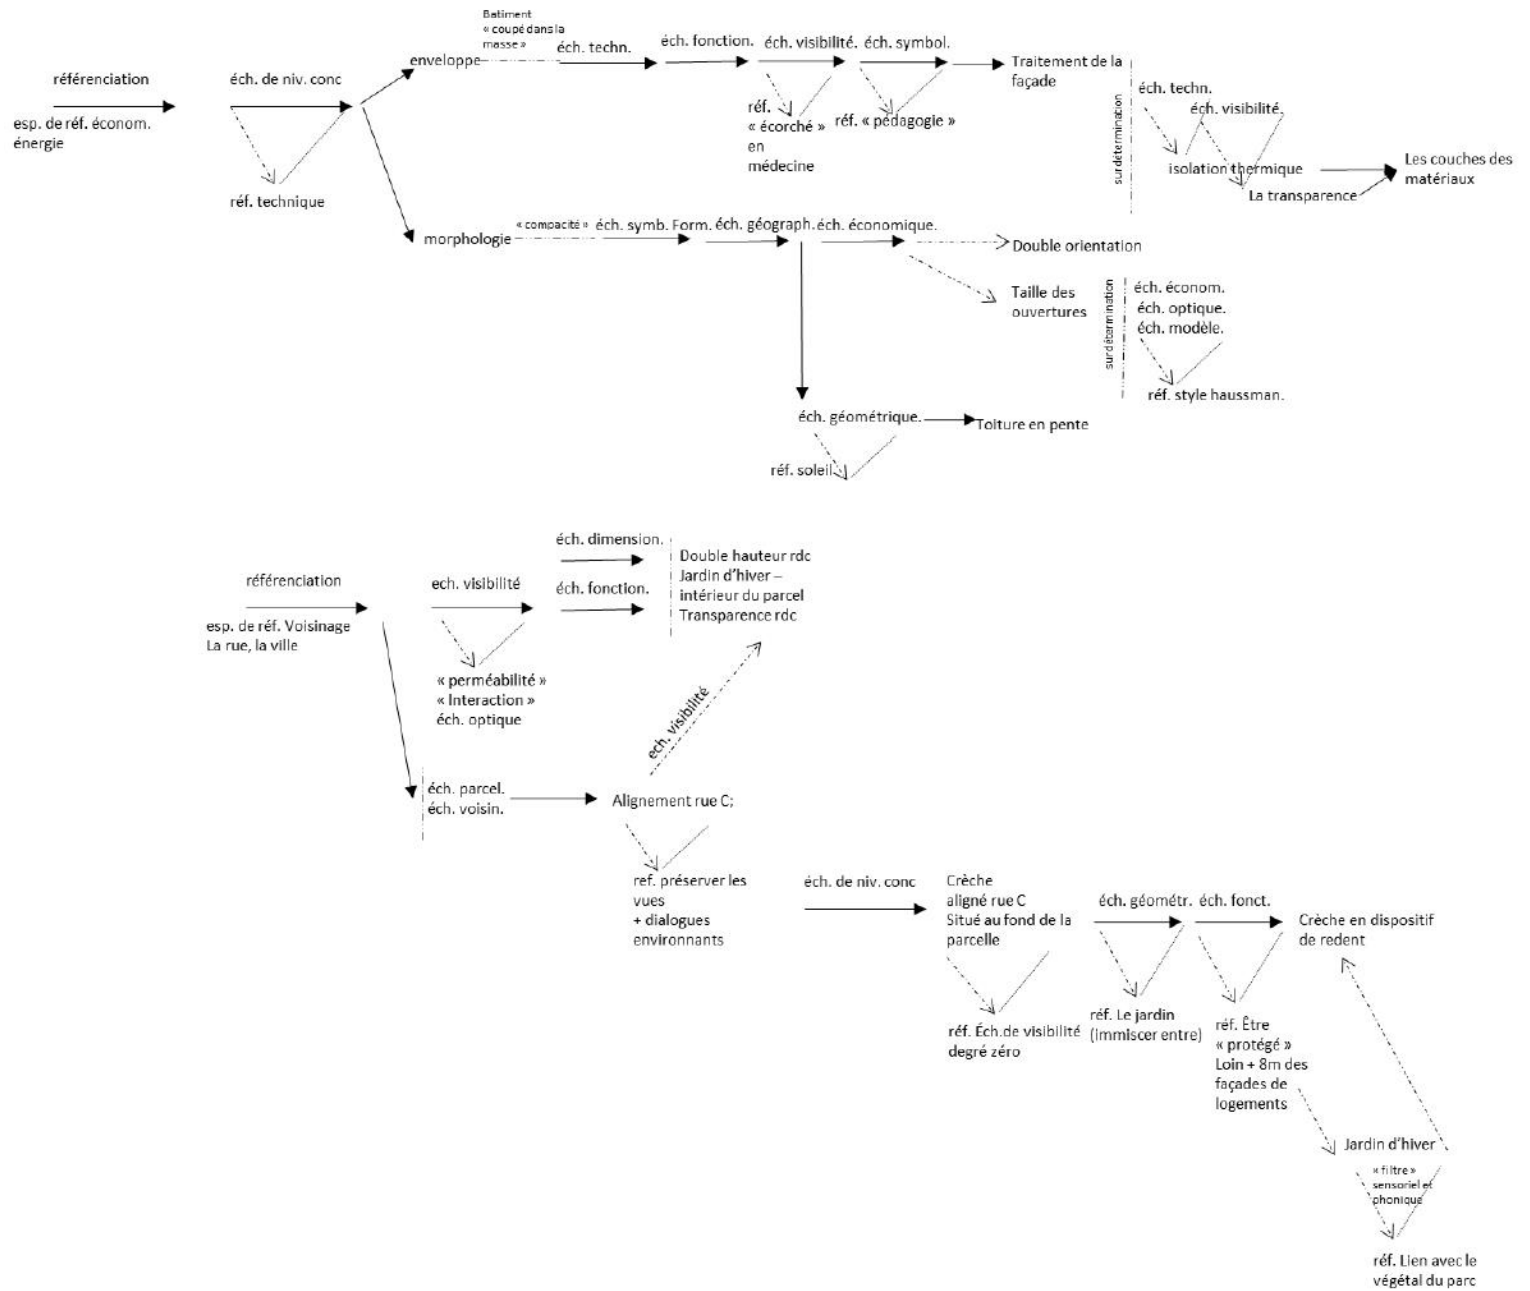 Batiment
« coupé dans la
masse »
référenciation
esp. de réf. économ.
énergie
éch. de niv. conc
réf. technique
enveloppe
éch. techn.
éch. fonction.
éch. visibilité.
éch. symbol.
réf.
« écorché »
en
médecine
réf. « pédagogie »
Traitement de la
façade
surdétermination
éch. techn.
éch. visibilité.
isolation thermique
La transparence
Les couches des
matériaux
morphologie
« compacité »
éch. symb. Form.
éch. géograph.
éch. économique.
Double orientation
Taille des
ouvertures
surdétermination
éch. économ.
éch. optique.
éch. modèle.
réf. style haussman.
éch. géométrique.
Toiture en pente
réf. soleil
référenciation
esp. de réf. Voisinage
La rue, la ville
ech. visibilité
« perméabilité »
« Interaction »
éch. optique
éch. dimension.
éch. fonction.
Double hauteur rdc
Jardin d’hiver –
intérieur du parcel
Transparence rdc
ech. visibilité
éch. parcel.
éch. voisin.
Alignement rue C;
ref. préserver les
vues
+ dialogues
environnants
éch. de niv. conc
Crèche
aligné rue C
Situé au fond de la
parcelle
réf. Éch.de visibilité
degré zéro
éch. géométr.
éch. fonct.
réf. Le jardin
(immiscer entre)
réf. Être
« protégé »
Loin + 8m des
façades de
logements
Crèche en dispositif
de redent
Jardin d’hiver
« filtre »
sensoriel et
phonique
réf. Lien avec le
végétal du parc